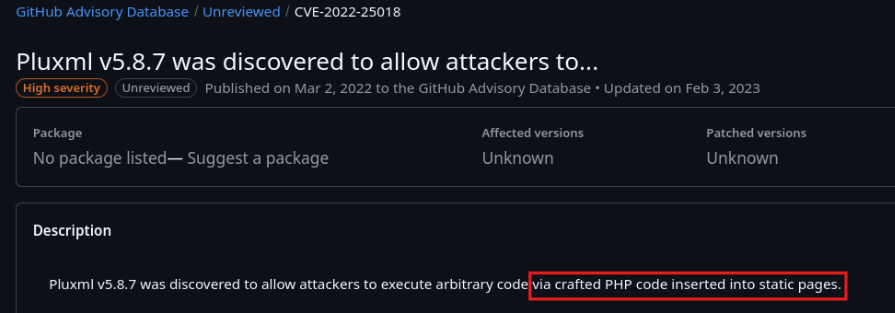 GitHub Advisory Database / Unreviewed / CVE-2022-25018
Pluxml v5.8.7 was discovered to allow attackers to...
High severity Unreviewed Published on Mar 2, 2022 to the GitHub Advisory Database • Updated on Feb 3, 2023
Package Affected versions Patched versions
No package listed— Suggest a package Unknown Unknown
Description
Pluxml v5.8.7 was discovered to allow attackers to execute arbitrary code via crafted PHP code inserted into static pages.